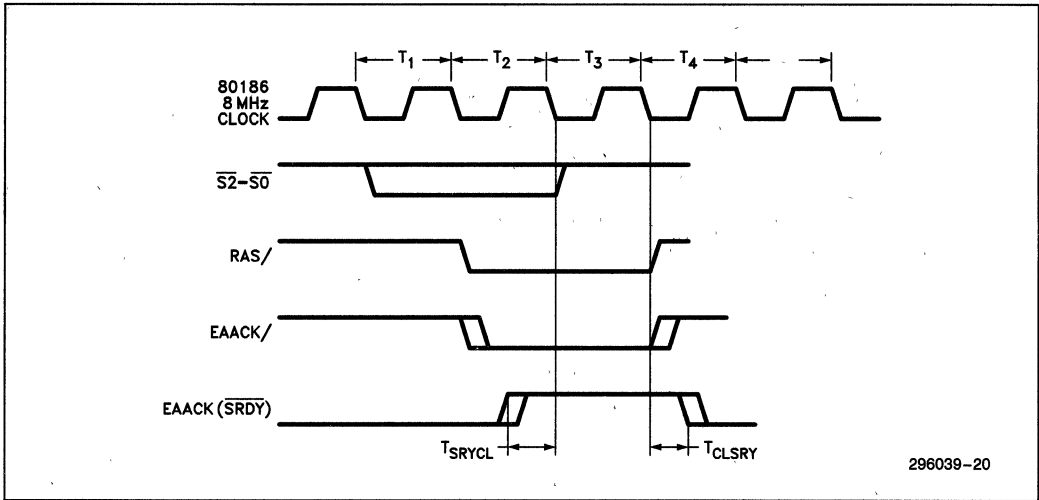 T1 T2 T3 T4
80186
8 MHz
CLOCK
S2-S0
RAS/
EAACK/
EAACK (SRDY)
TSRYCL TCLSRY
296039-20